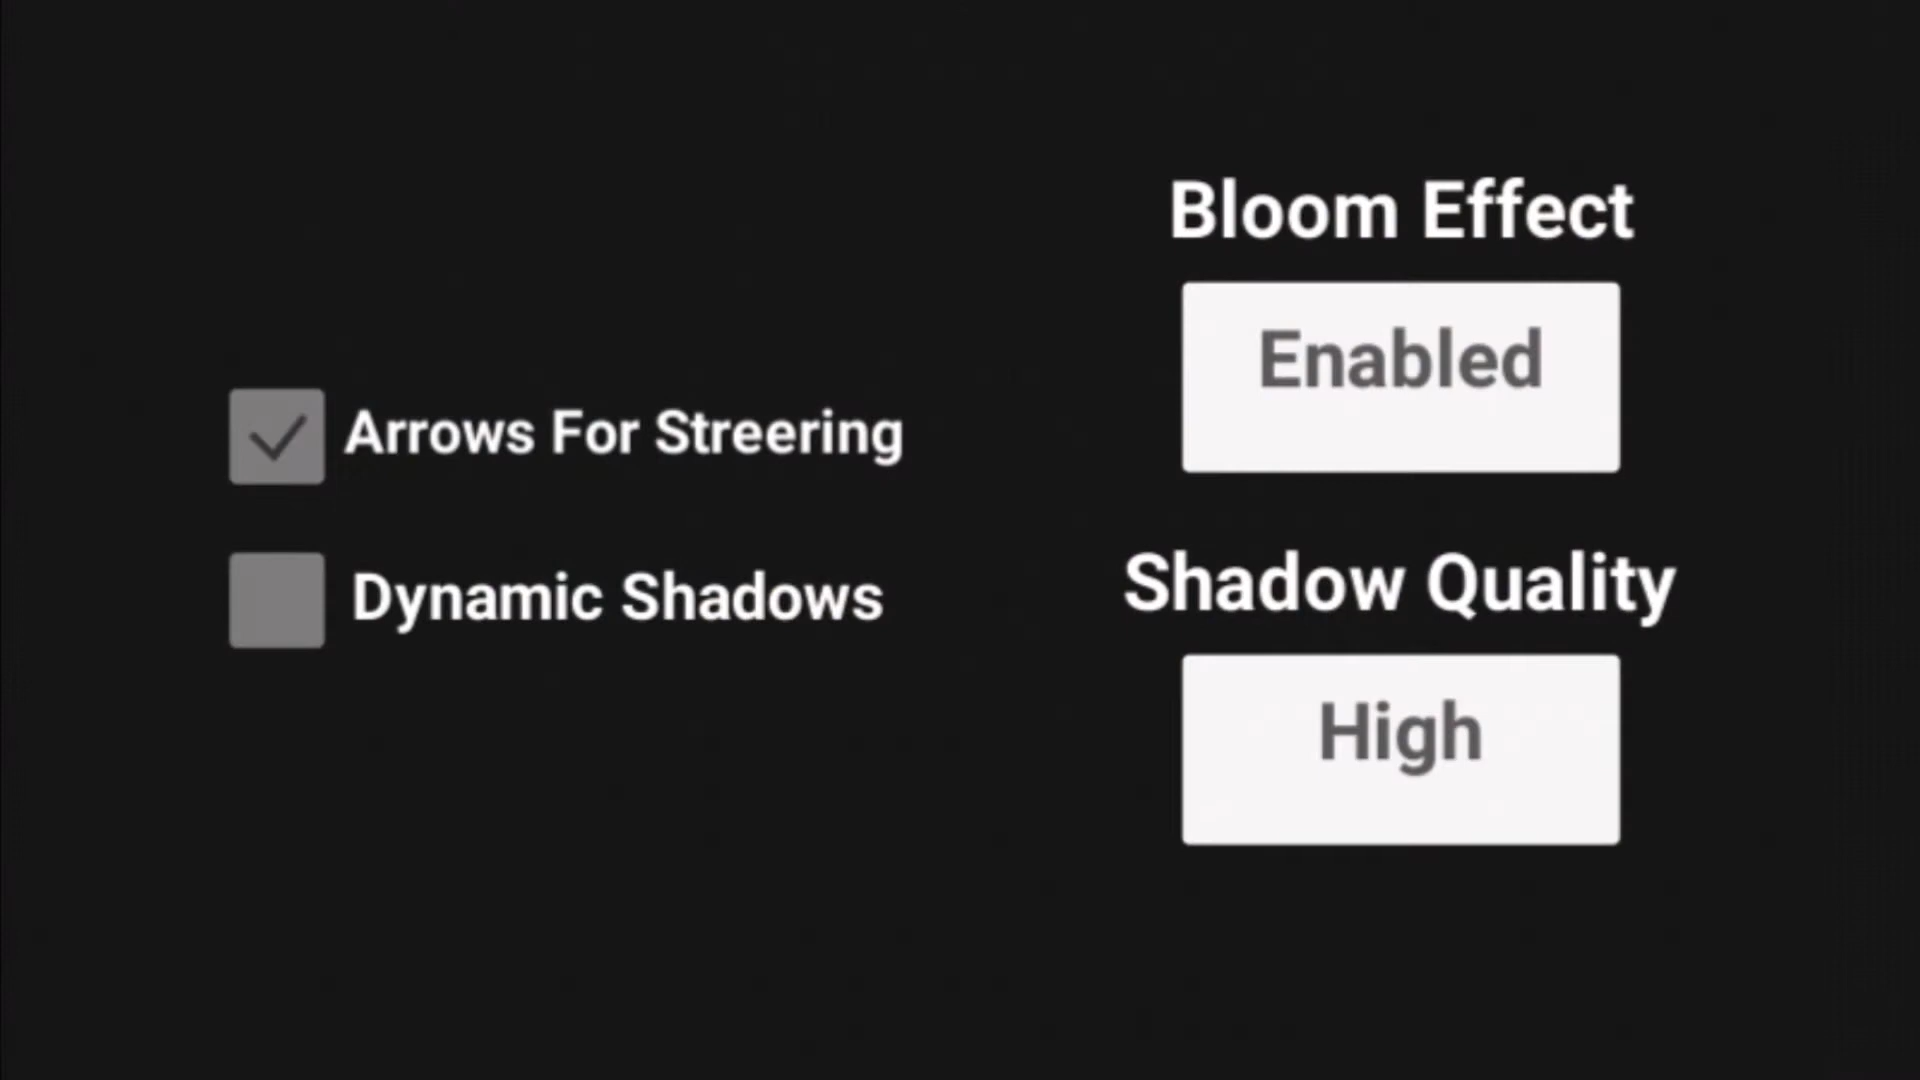 Arrows For Streering
Dynamic Shadows
Bloom Effect
Enabled
Shadow Quality
High